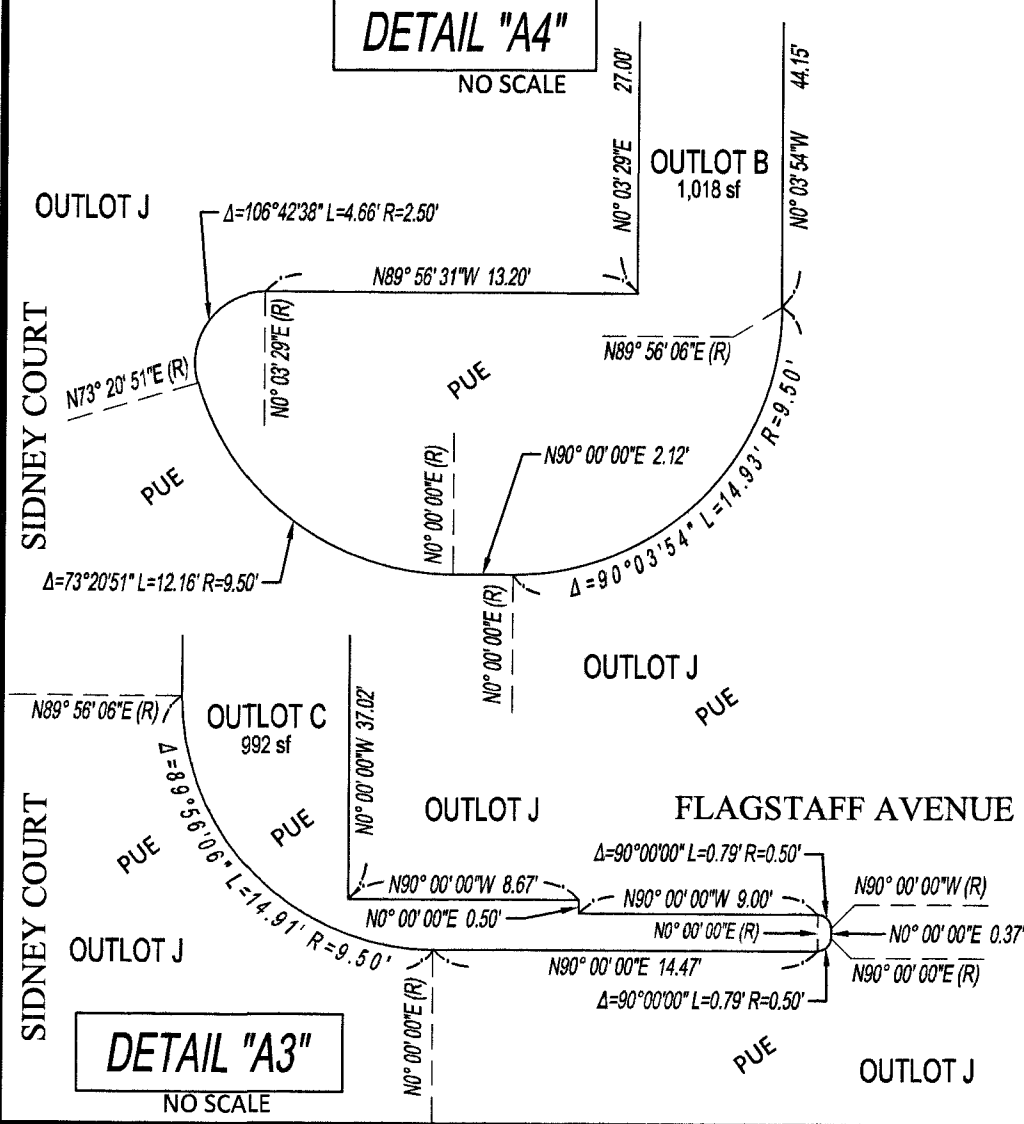 DETAIL "A4"
NO SCALE
27.00'
N0° 03' 29"E
44.15'
N0° 03' 54"W
OUTLOT B
1,018 sf
OUTLOT J
Δ=106°42'38" L=4.66' R=2.50'
N89° 56' 31"W 13.20'
N0° 03' 29"E (R)
N89° 56' 06"E (R)
SIDNEY COURT
N73° 20' 51"E (R)
PUE
PUE
N90° 00' 00"E 2.12'
N0° 00' 00"E (R)
Δ=90°03'54" L=14.93' R=9.50'
Δ=73°20'51" L=12.16' R=9.50'
N0° 00' 00"E (R)
OUTLOT J
PUE
N89° 56' 06"E (R)
OUTLOT C
992 sf
N0° 00' 00"W 37.02'
Δ=89°56'06" L=14.91' R=9.50'
PUE
PUE
SIDNEY COURT
OUTLOT J
OUTLOT J
FLAGSTAFF AVENUE
Δ=90°00'00" L=0.79' R=0.50'
N90° 00' 00"W 8.67'
N90° 00' 00"W 9.00'
N90° 00' 00"W (R)
N0° 00' 00"E 0.50'
N0° 00' 00"E (R)
N0° 00' 00"E 0.37'
N90° 00' 00"E 14.47'
N90° 00' 00"E (R)
Δ=90°00'00" L=0.79' R=0.50'
N0° 00' 00"E (R)
PUE
OUTLOT J
DETAIL "A3"
NO SCALE